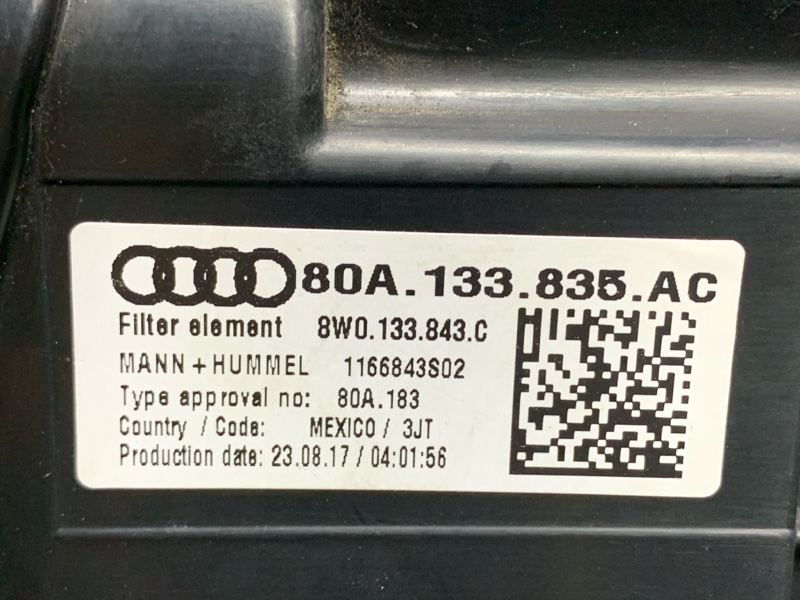 80A.133.835.AC
Filter element 8W0.133.843.C
MANN+HUMMEL 1166843S02
Type approval no: 80A.183
Country / Code: MEXICO / 3JT
Production date: 23.08.17 / 04:01:56